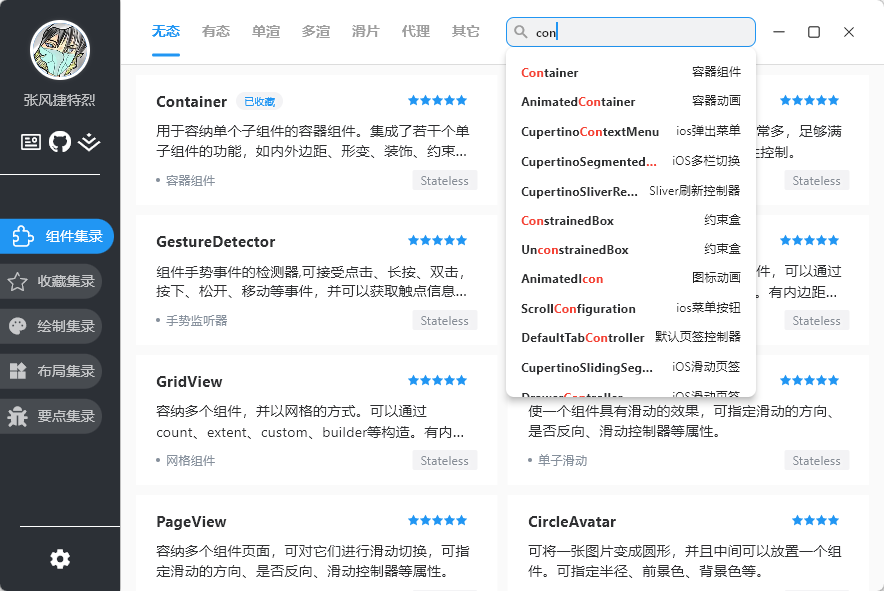 张风捷特烈
组件集录
收藏集录
绘制集录
布局集录
要点集录
无态 有态 单渲 多渲 滑片 代理 其它
con
Container 容器组件
AnimatedContainer 容器动画
CupertinoContextMenu ios弹出菜单
CupertinoSegmented... iOS多栏切换
CupertinoSliverRe... Sliver刷新控制器
ConstrainedBox 约束盒
UnconstrainedBox 约束盒
AnimatedIcon 图标动画
ScrollConfiguration ios菜单按钮
DefaultTabController 默认页签控制器
CupertinoSlidingSeg... iOS滑动页签
DrawerController iOS滑动页签
Container 已收藏
用于容纳单个子组件的容器组件。集成了若干个单
子组件的功能，如内外边距、形变、装饰、约束...
容器组件 Stateless
常多，足够满
性控制。
Stateless
GestureDetector
组件手势事件的检测器,可接受点击、长按、双击，
按下、松开、移动等事件，并可以获取触点信息...
手势监听器 Stateless
件，可以通过
。有内边距...
Stateless
GridView
容纳多个组件，并以网格的方式。可以通过
count、extent、custom、builder等构造。有内...
网格组件 Stateless
使一个组件具有滑动的效果，可指定滑动的方向、
是否反向、滑动控制器等属性。
单子滑动 Stateless
PageView
容纳多个组件页面，可对它们进行滑动切换，可指
定滑动的方向、是否反向、滑动控制器等属性。
CircleAvatar
可将一张图片变成圆形，并且中间可以放置一个组
件。可指定半径、前景色、背景色等。